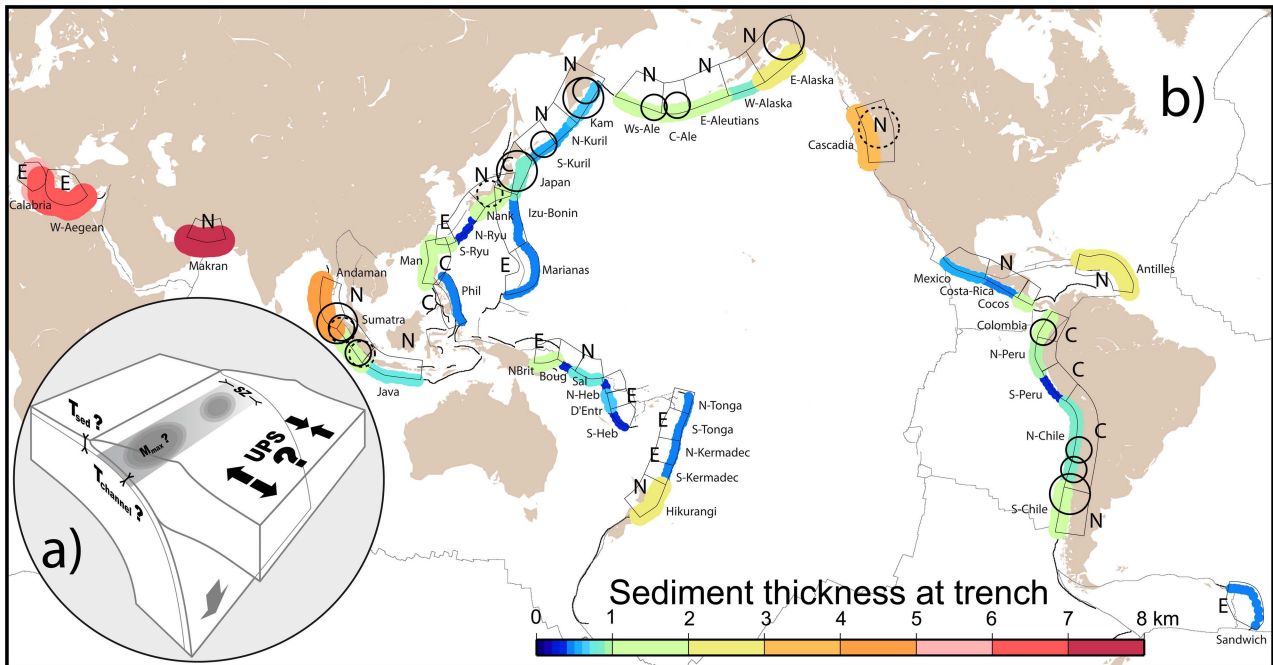 b)
N
N
N
E-Alaska
W-Alaska
E-Aleutians
C-Ale
Ws-Ale
Kam
N-Kuril
S-Kuril
N
Cascadia
C
Japan
N
Nank
Izu-Bonin
E
N-Ryu
S-Ryu
Man
C
E
Marianas
C
Phil
E
E
Calabria
W-Aegean
N
Makran
Andaman
N
Sumatra
N
Java
E
N
NBrit
Boug
Sal
N-Heb
E
D'Entr
S-Heb
N-Tonga
E
S-Tonga
E
N-Kermadec
S-Kermadec
N
Hikurangi
N
Mexico
Costa-Rica
Cocos
N
Antilles
Colombia
C
N-Peru
C
S-Peru
N-Chile
C
S-Chile
N
E
Sandwich
a)
Tsed ?
Mmax ?
Tchannel ?
SZ
UPS
?
Sediment thickness at trench
0 1 2 3 4 5 6 7 8 km